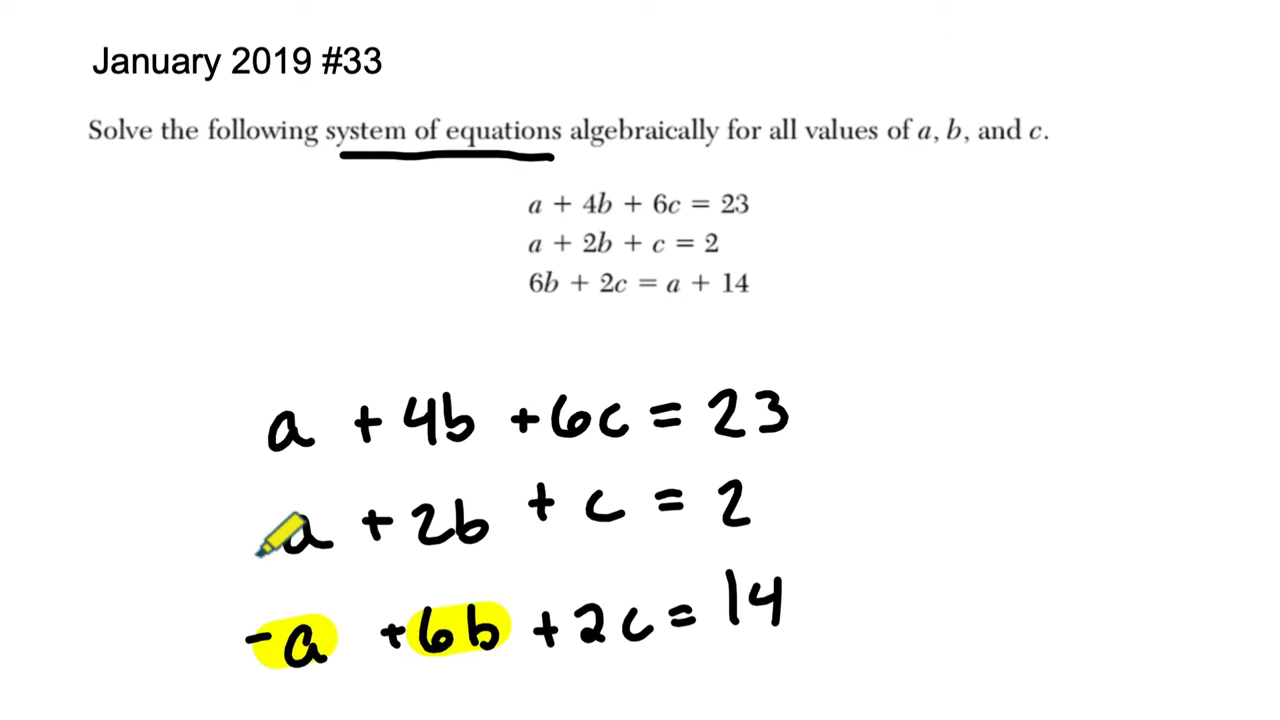 January 2019 #33
Solve the following system of equations algebraically for all values of a, b, and c.
a + 4b + 6c = 23
a + 2b + c = 2
6b + 2c = a + 14
a + 4b + 6c = 23
a + 2b + c = 2
-a + 6b + 2c = 14